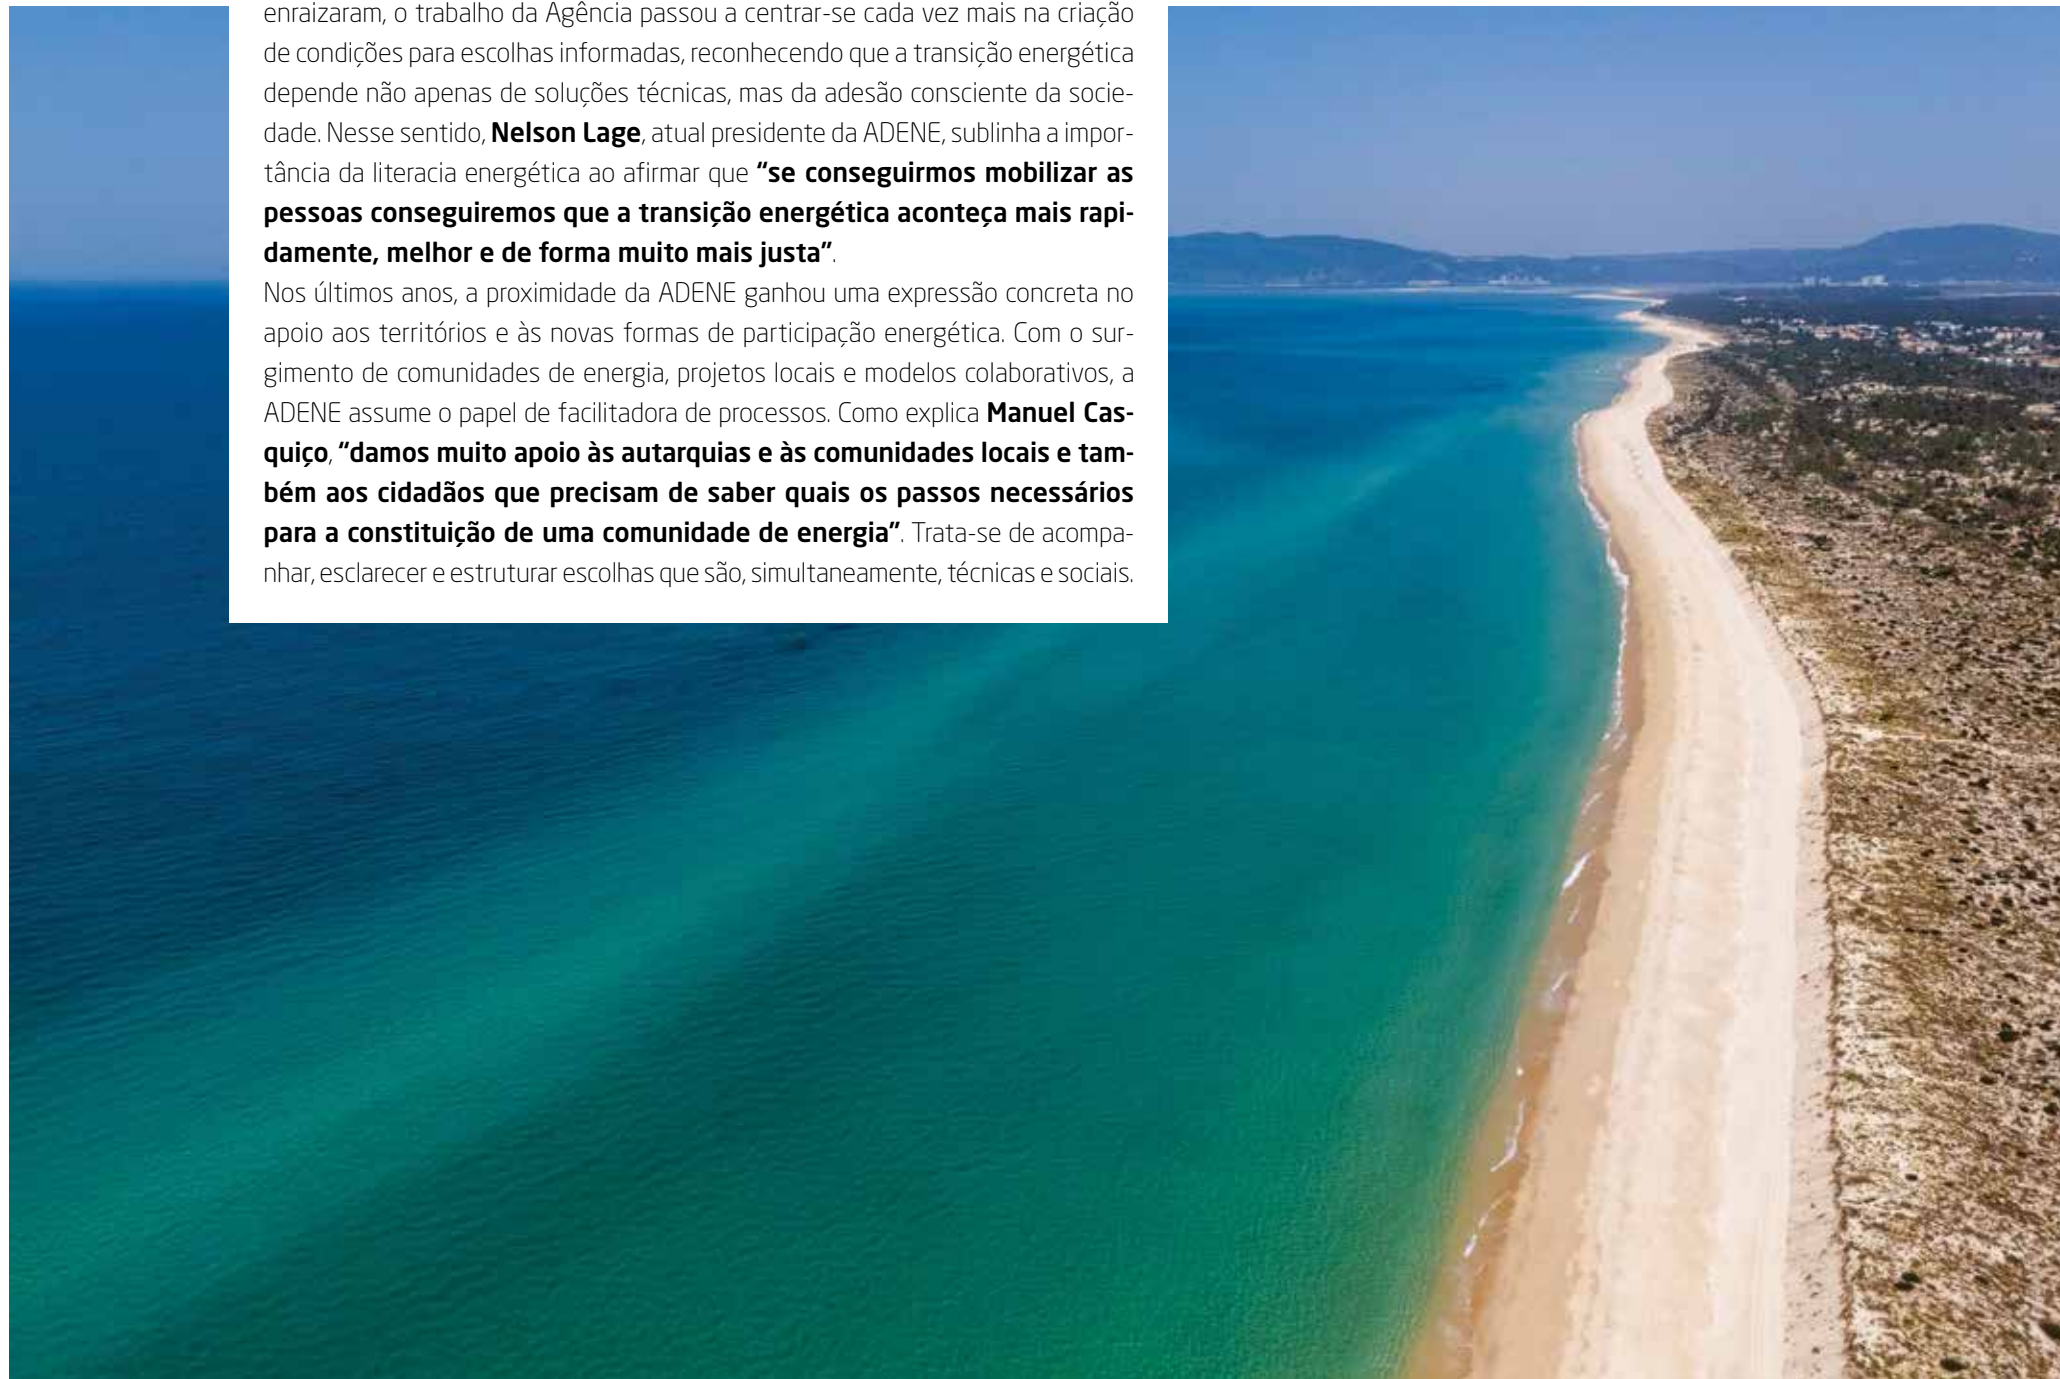 enraizaram, o trabalho da Agência passou a centrar-se cada vez mais na criação
de condições para escolhas informadas, reconhecendo que a transição energética
depende não apenas de soluções técnicas, mas da adesão consciente da socie-
dade. Nesse sentido, Nelson Lage, atual presidente da ADENE, sublinha a impor-
tância da literacia energética ao afirmar que “se conseguirmos mobilizar as
pessoas conseguiremos que a transição energética aconteça mais rapi-
damente, melhor e de forma muito mais justa”.
Nos últimos anos, a proximidade da ADENE ganhou uma expressão concreta no
apoio aos territórios e às novas formas de participação energética. Com o sur-
gimento de comunidades de energia, projetos locais e modelos colaborativos, a
ADENE assume o papel de facilitadora de processos. Como explica Manuel Cas-
quiço, “damos muito apoio às autarquias e às comunidades locais e tam-
bém aos cidadãos que precisam de saber quais os passos necessários
para a constituição de uma comunidade de energia”. Trata-se de acompa-
nhar, esclarecer e estruturar escolhas que são, simultaneamente, técnicas e sociais.